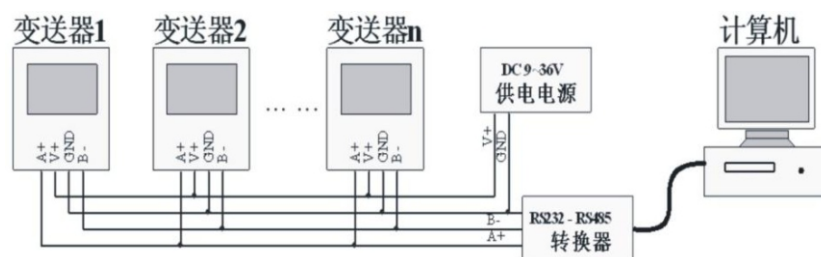 变送器1
变送器2
变送器n
计算机
DC 9~36V
供电电源
... ...
A+
V+
GND
B-
A+
V+
GND
B-
A+
V+
GND
B-
V+
GND
B-
A+
RS232 - RS485
转换器